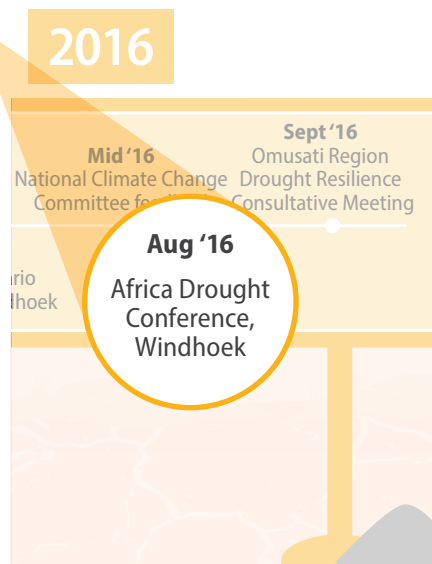 2016
Mid ‘16
National Climate Change
Committee
Sept ‘16
Omusati Region
Drought Resilience
Consultative Meeting
Aug ‘16
Africa Drought
Conference,
Windhoek